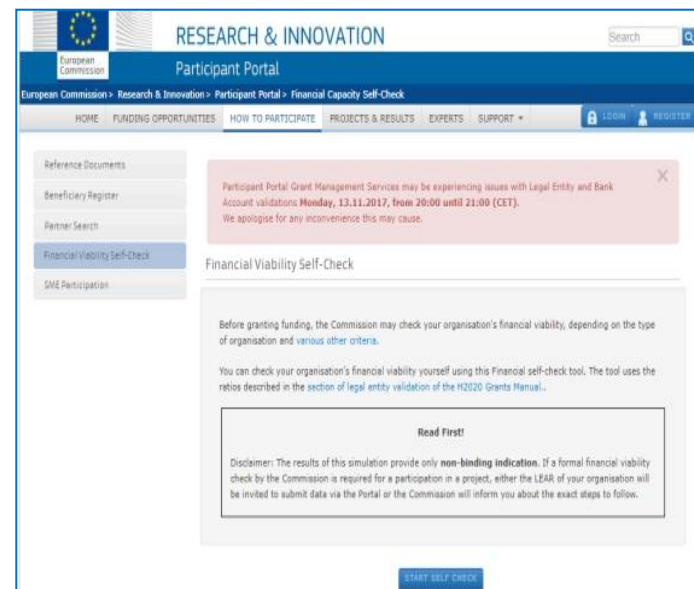 RESEARCH & INNOVATION
Search
European
Commission
Participant Portal
European Commission > Research & Innovation > Participant Portal > Financial Capacity Self-Check
HOME FUNDING OPPORTUNITIES HOW TO PARTICIPATE PROJECTS & RESULTS EXPERTS SUPPORT LOGIN REGISTER
Reference Documents
Beneficiary Register
Partner Search
Financial Viability Self-Check
SME Participation
Participant Portal Grant Management Services may be experiencing issues with Legal Entity and Bank
Account validations Monday, 13.11.2017, from 20:00 until 21:00 (CET).
We apologise for any inconvenience this may cause.
Financial Viability Self-Check
Before granting funding, the Commission may check your organisation's financial viability, depending on the type
of organisation and various other criteria.
You can check your organisation's financial viability yourself using this Financial self-check tool. The tool uses the
ratios described in the section of legal entity validation of the H2020 Grants Manual..
Read First!
Disclaimer: The results of this simulation provide only non-binding indication. If a formal financial viability
check by the Commission is required for a participation in a project, either the LEAR of your organisation will
be invited to submit data via the Portal or the Commission will inform you about the exact steps to follow.
START SELF CHECK